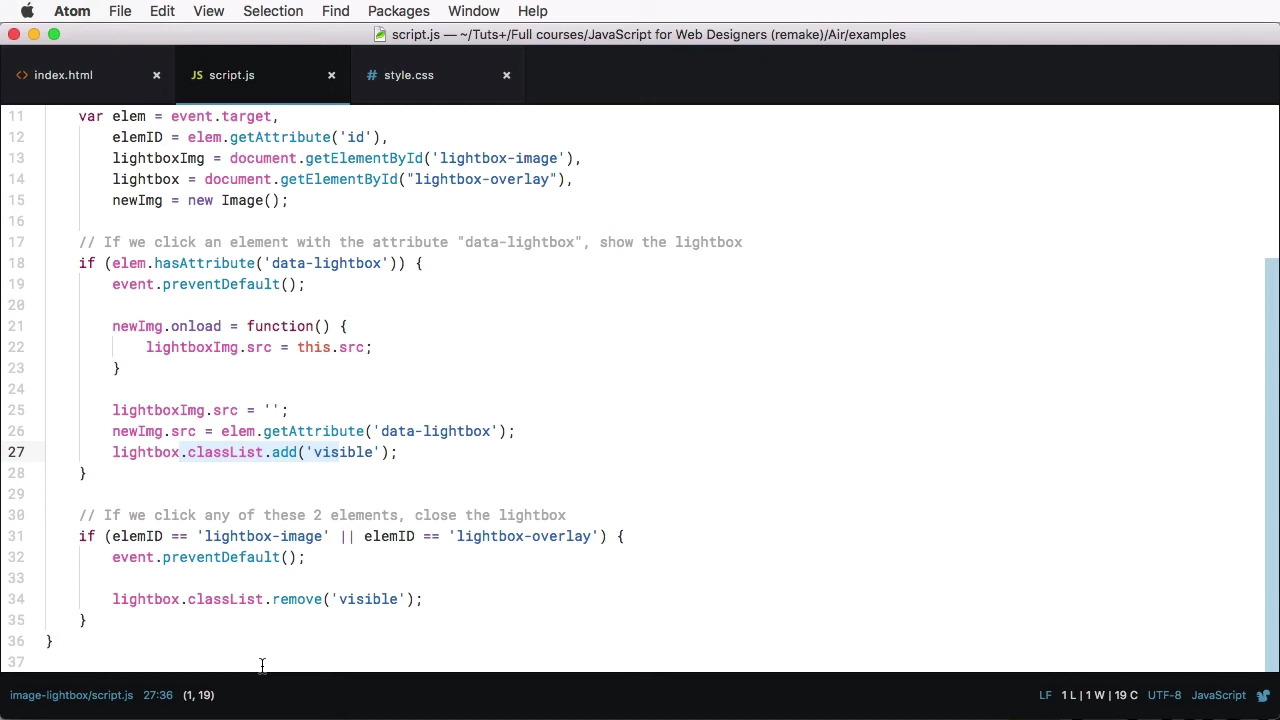 Atom File Edit View Selection Find Packages Window Help
script.js — ~/Tuts+/Full courses/JavaScript for Web Designers (remake)/Air/examples
<> index.html × JS script.js × # style.css ×
11 var elem = event.target,
12 elemID = elem.getAttribute('id'),
13 lightboxImg = document.getElementById('lightbox-image'),
14 lightbox = document.getElementById("lightbox-overlay"),
15 newImg = new Image();
16
17 // If we click an element with the attribute "data-lightbox", show the lightbox
18 if (elem.hasAttribute('data-lightbox')) {
19 event.preventDefault();
20
21 newImg.onload = function() {
22 lightboxImg.src = this.src;
23 }
24
25 lightboxImg.src = '';
26 newImg.src = elem.getAttribute('data-lightbox');
27 lightbox.classList.add('visible');
28 }
29
30 // If we click any of these 2 elements, close the lightbox
31 if (elemID == 'lightbox-image' || elemID == 'lightbox-overlay') {
32 event.preventDefault();
33
34 lightbox.classList.remove('visible');
35 }
36 }
37
image-lightbox/script.js 27:36 (1, 19) LF 1 L | 1 W | 19 C UTF-8 JavaScript